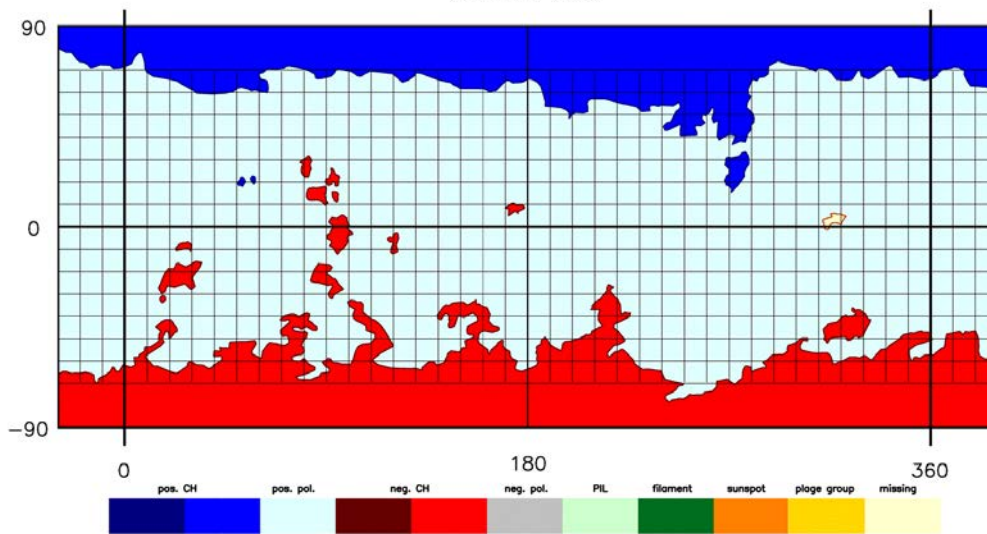 90
0
−90
0 180 360
pos. CH pos. pol. neg. CH neg. pol. PIL filament sunspot plage group missing